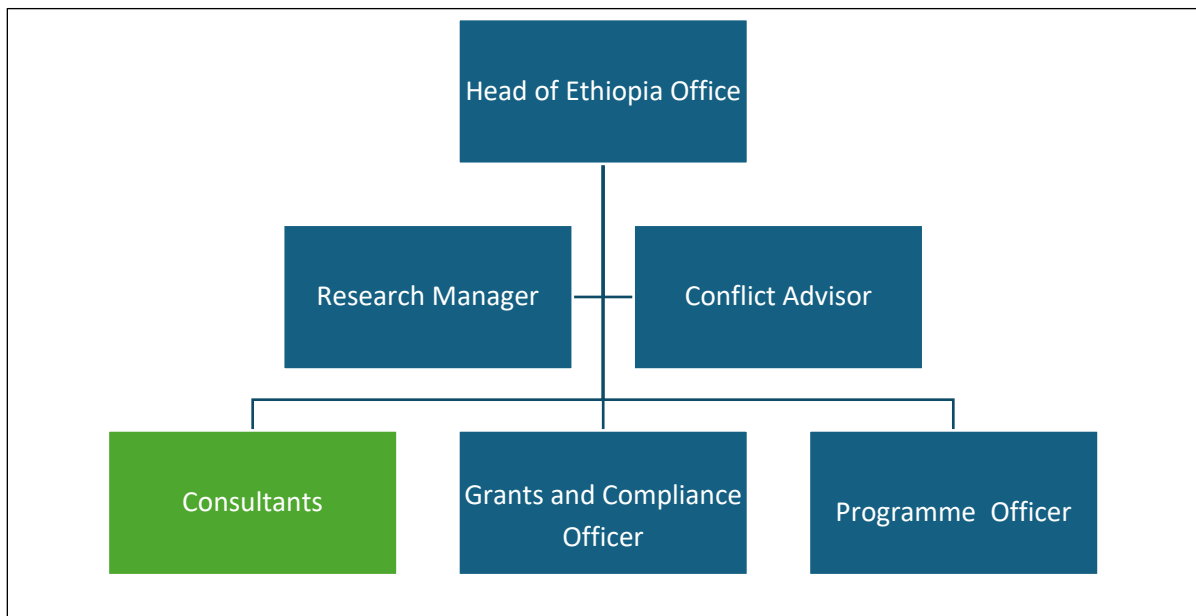 Head of Ethiopia Office
Research Manager
Conflict Advisor
Consultants
Grants and Compliance
Officer
Programme  Officer